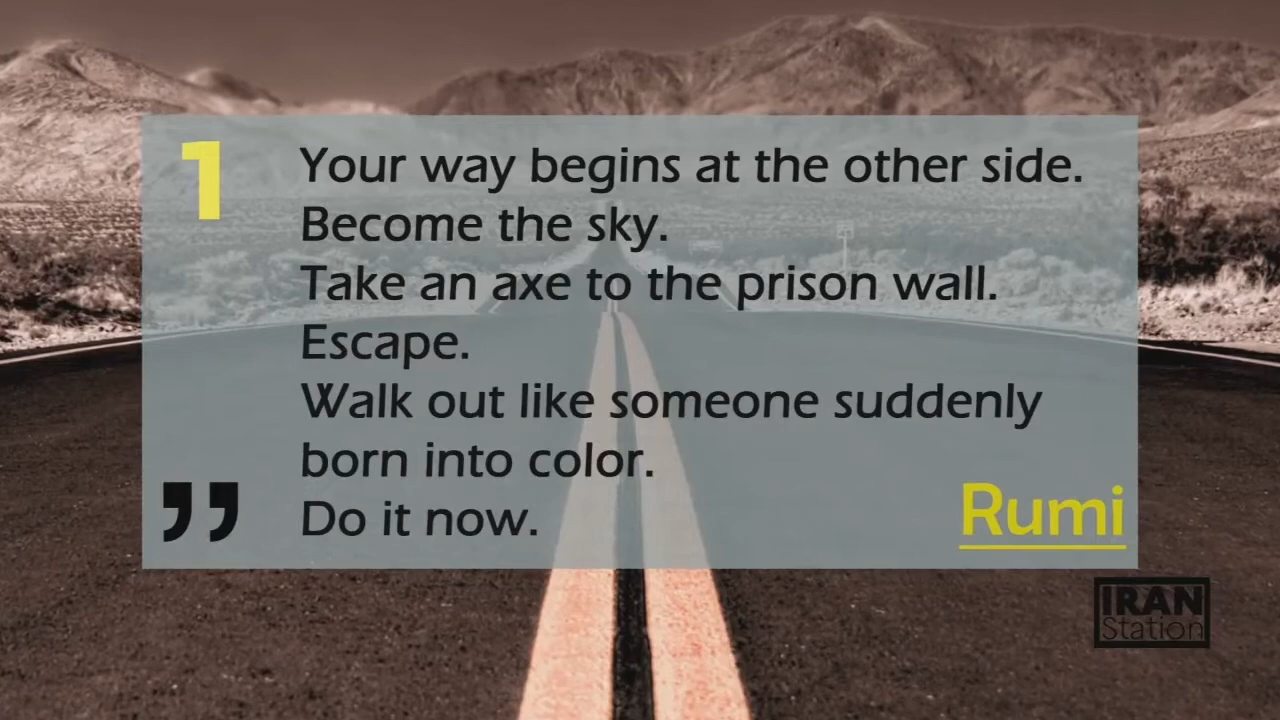 1
Your way begins at the other side.
Become the sky.
Take an axe to the prison wall.
Escape.
Walk out like someone suddenly
born into color.
Do it now.
”
Rumi
IRAN
Station